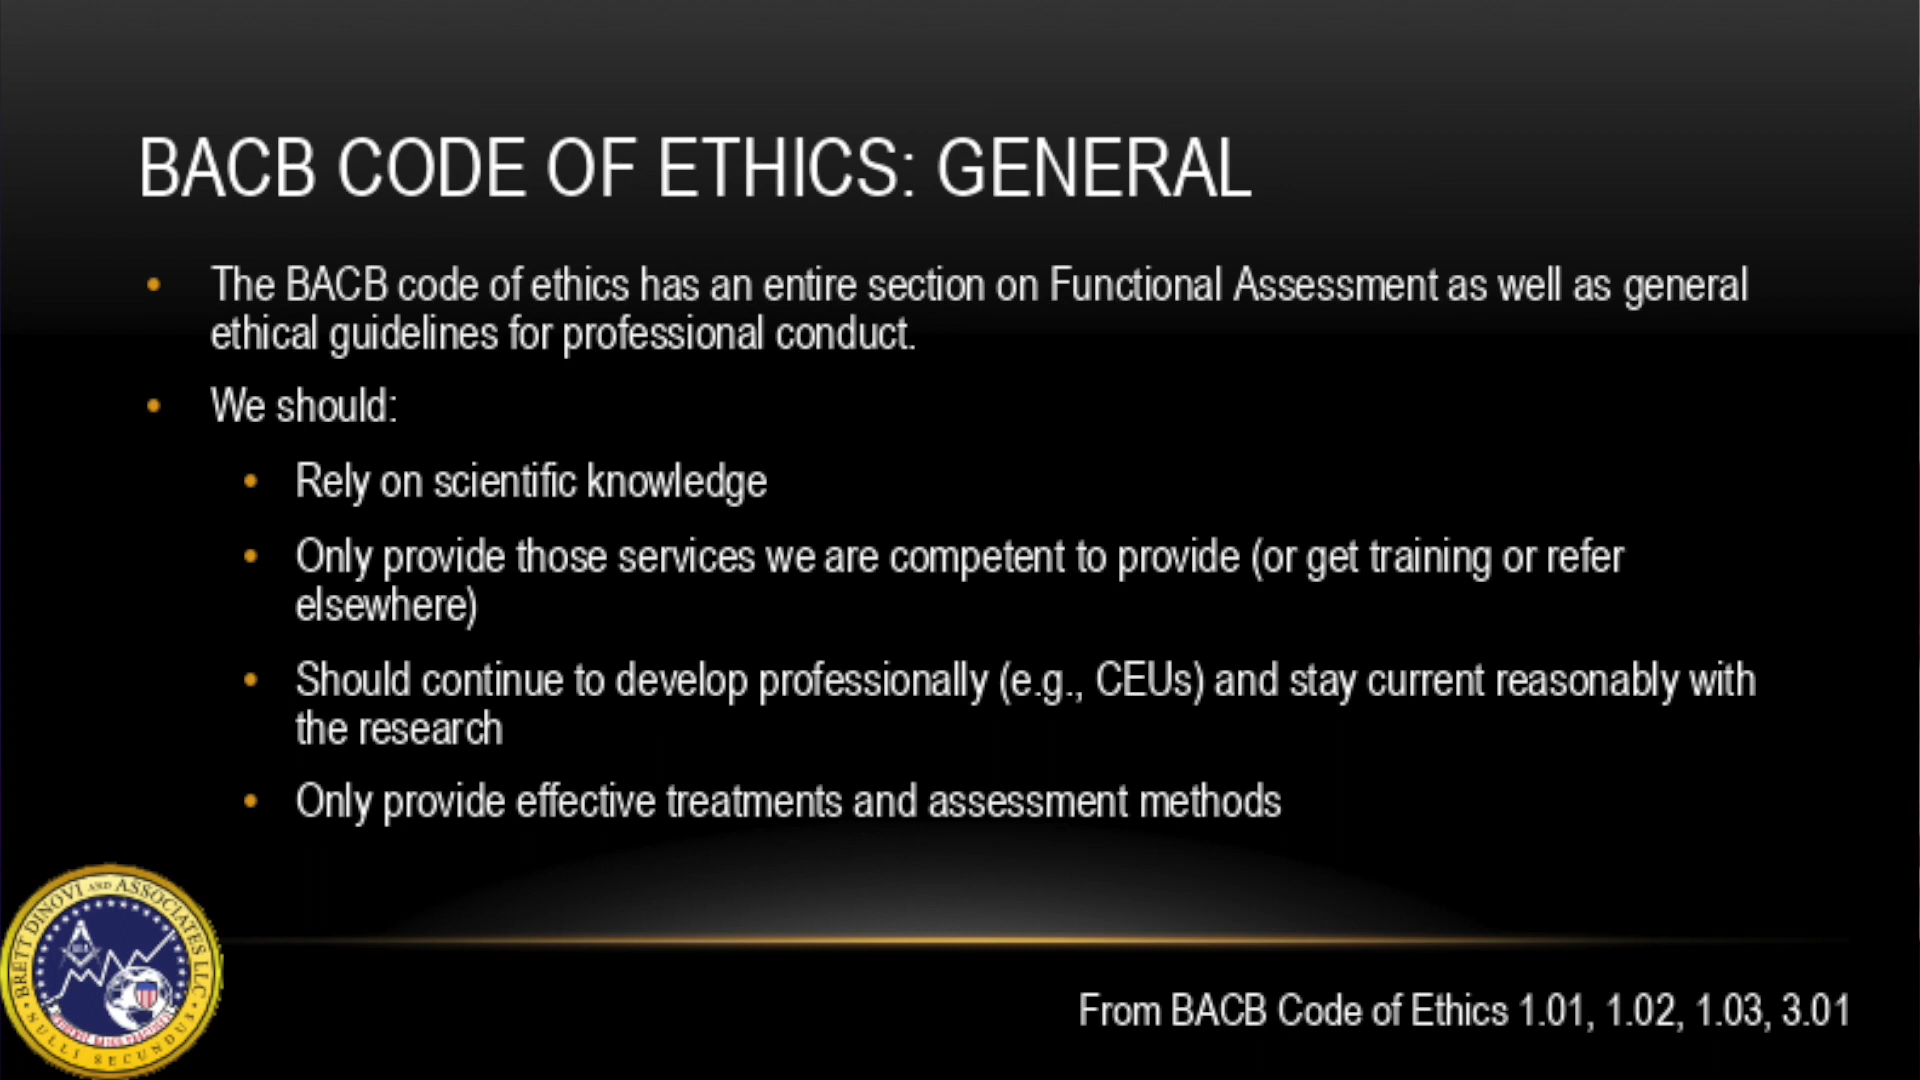 BACB CODE OF ETHICS: GENERAL
• The BACB code of ethics has an entire section on Functional Assessment as well as general
ethical guidelines for professional conduct.
• We should:
• Rely on scientific knowledge
• Only provide those services we are competent to provide (or get training or refer
elsewhere)
• Should continue to develop professionally (e.g., CEUs) and stay current reasonably with
the research
• Only provide effective treatments and assessment methods
BRETT DINOVI AND ASSOCIATES LLC
NULLI SECUNDUS
From BACB Code of Ethics 1.01, 1.02, 1.03, 3.01